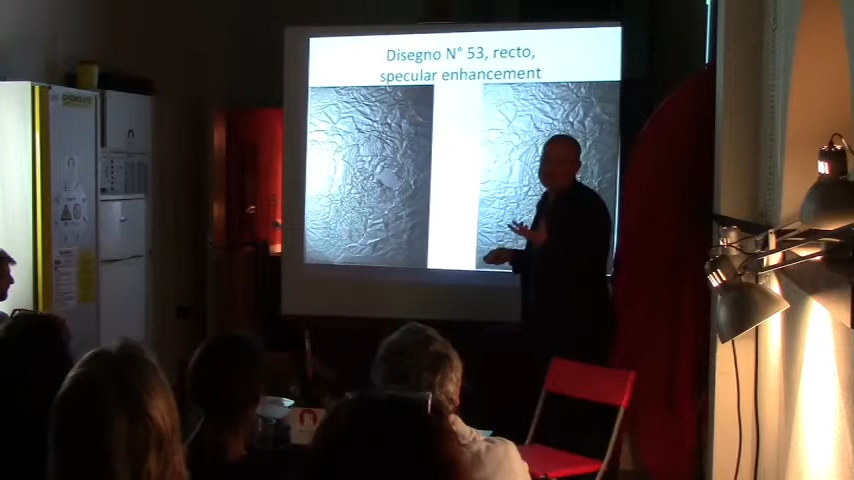 Disegno N° 53, recto,
specular enhancement